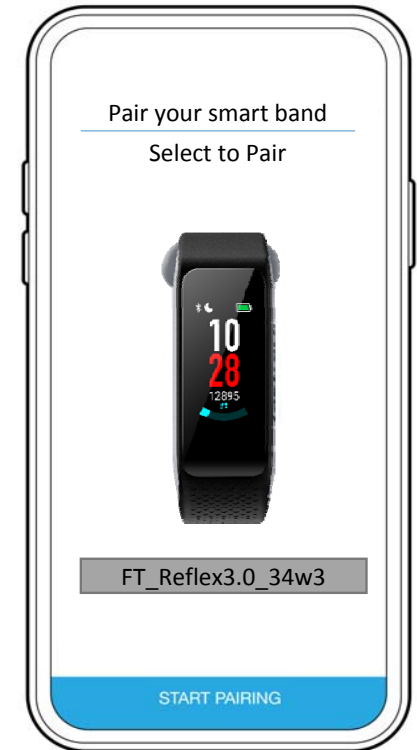 Pair your smart band
Select to Pair
10
28
12895
FT_Reflex3.0_34w3
START PAIRING